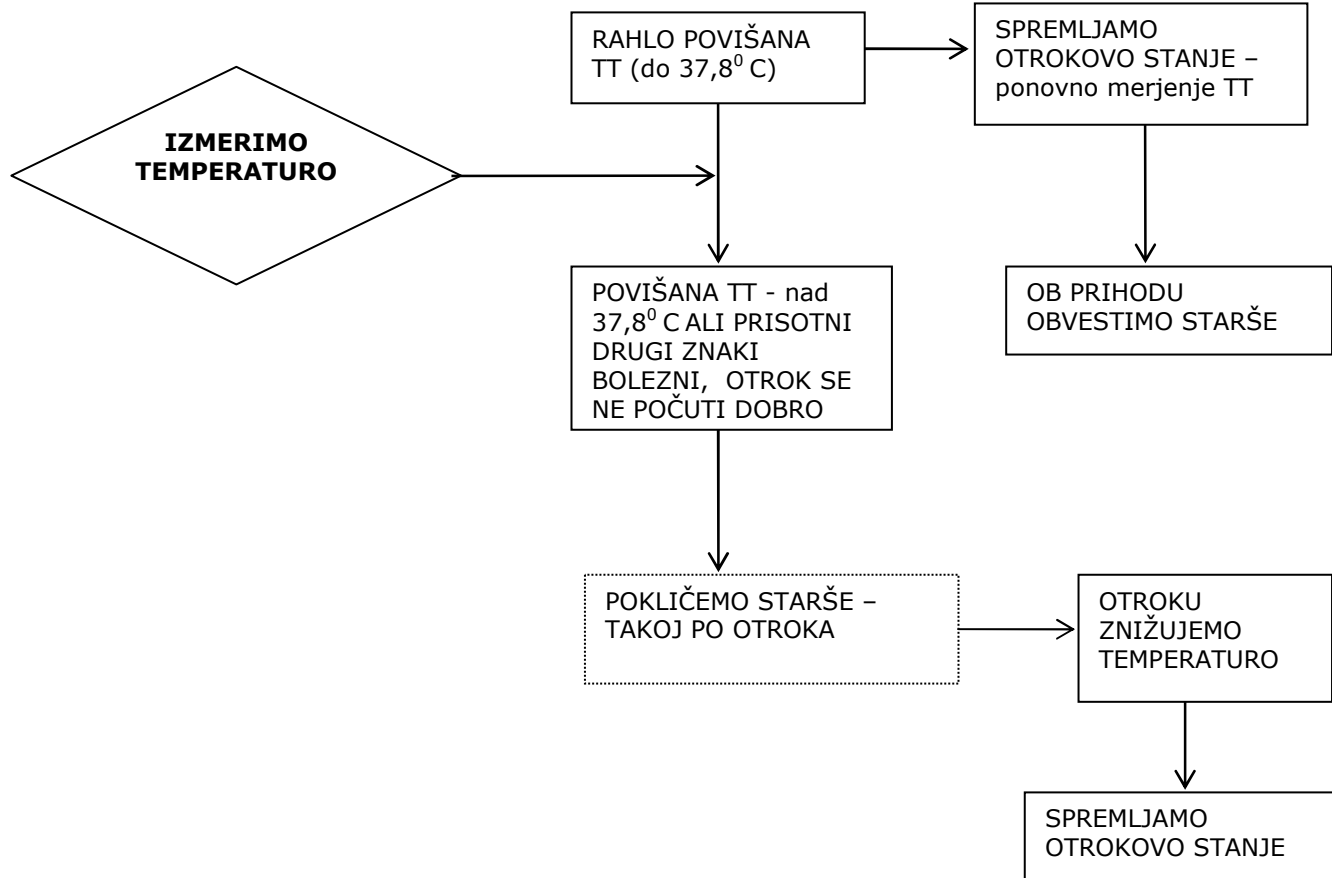 RAHLO POVIŠANA
TT (do 37,8⁰ C)
SPREMLJAMO
OTROKOVO STANJE –
ponovno merjenje TT
IZMERIMO
TEMPERATURO
POVIŠANA TT - nad
37,8⁰ C ALI PRISOTNI
DRUGI ZNAKI
BOLEZNI, OTROK SE
NE POČUTI DOBRO
OB PRIHODU
OBVESTIMO STARŠE
POKLIČEMO STARŠE –
TAKOJ PO OTROKA
OTROKU
ZNIŽUJEMO
TEMPERATURO
SPREMLJAMO
OTROKOVO STANJE